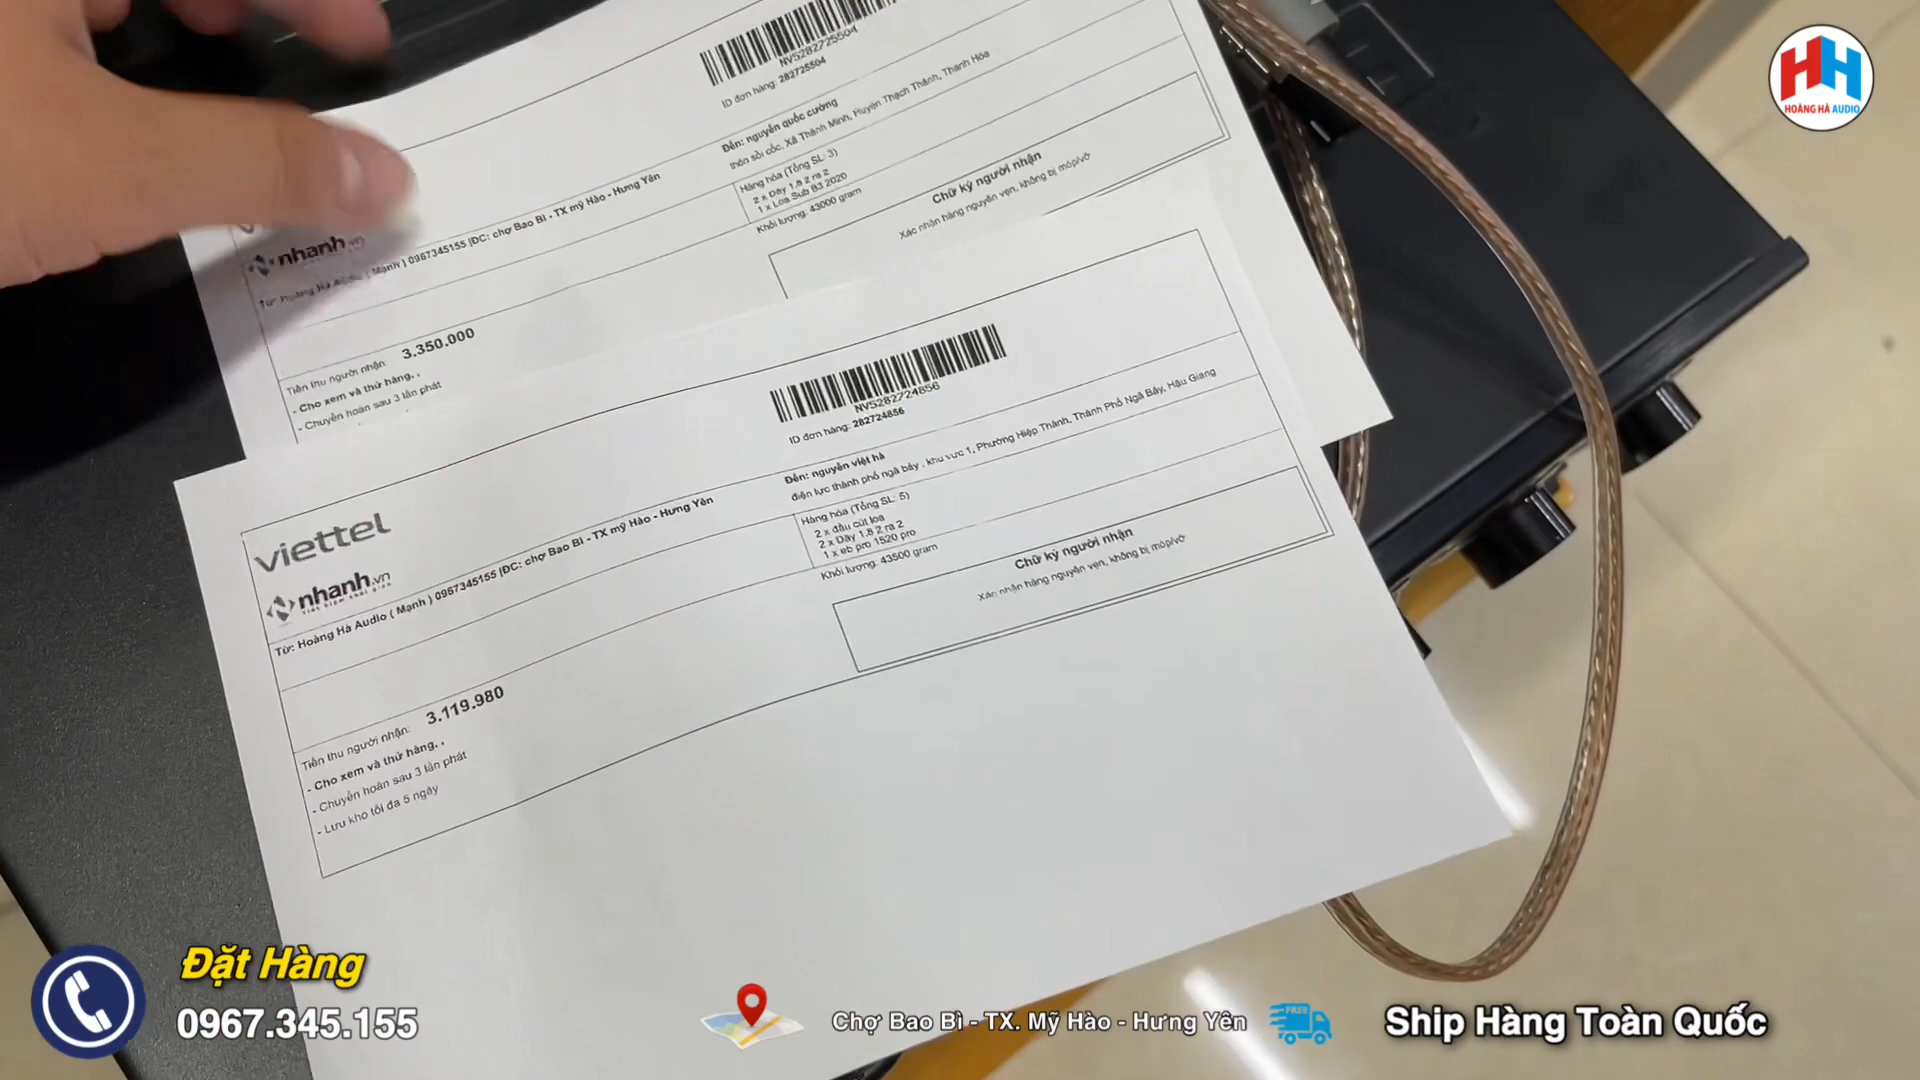 HOÀNG HÀ AUDIO
NVS282725504
ID đơn hàng: 282725504
Đến: nguyễn quốc cường
thôn sồi cốc, Xã Thành Minh, Huyện Thạch Thành, Thanh Hóa
Hàng hóa (Tổng SL: 3)
2 x Dây 1.8 2 ra 2
1 x Loa Sub BJ 2020
Khối lượng: 43000 gram
Chữ ký người nhận
Xác nhận hàng nguyên vẹn, không bị móp/vỡ
nhanh.vn
Từ: Hoàng Hà Audio ( Mạnh ) 0967345155 |ĐC: chợ Bao Bì - TX mỹ Hào - Hưng Yên
Tiền thu người nhận: 3.350.000
- Cho xem và thử hàng, ,
- Chuyển hoàn sau 3 lần phát
NVS282724856
ID đơn hàng: 282724856
Đến: nguyễn việt hà
điện lực thành phố ngã bảy , khu vực 1, Phường Hiệp Thành, Thành Phố Ngã Bảy, Hậu Giang
Hàng hóa (Tổng SL: 5)
2 x đầu cút loa
2 x Dây 1.8 2 ra 2
1 x eb pro 1520 pro
Khối lượng: 43500 gram
Chữ ký người nhận
Xác nhận hàng nguyên vẹn, không bị móp/vỡ
viettel
nhanh.vn
Tiết kiệm thời gian
Từ: Hoàng Hà Audio ( Mạnh ) 0967345155 |ĐC: chợ Bao Bì - TX mỹ Hào - Hưng Yên
Tiền thu người nhận: 3.119.980
- Cho xem và thử hàng, ,
- Chuyển hoàn sau 3 lần phát
- Lưu kho tối đa 5 ngày
Đặt Hàng
0967.345.155
Chợ Bao Bì - TX. Mỹ Hào - Hưng Yên
FREE
Ship Hàng Toàn Quốc